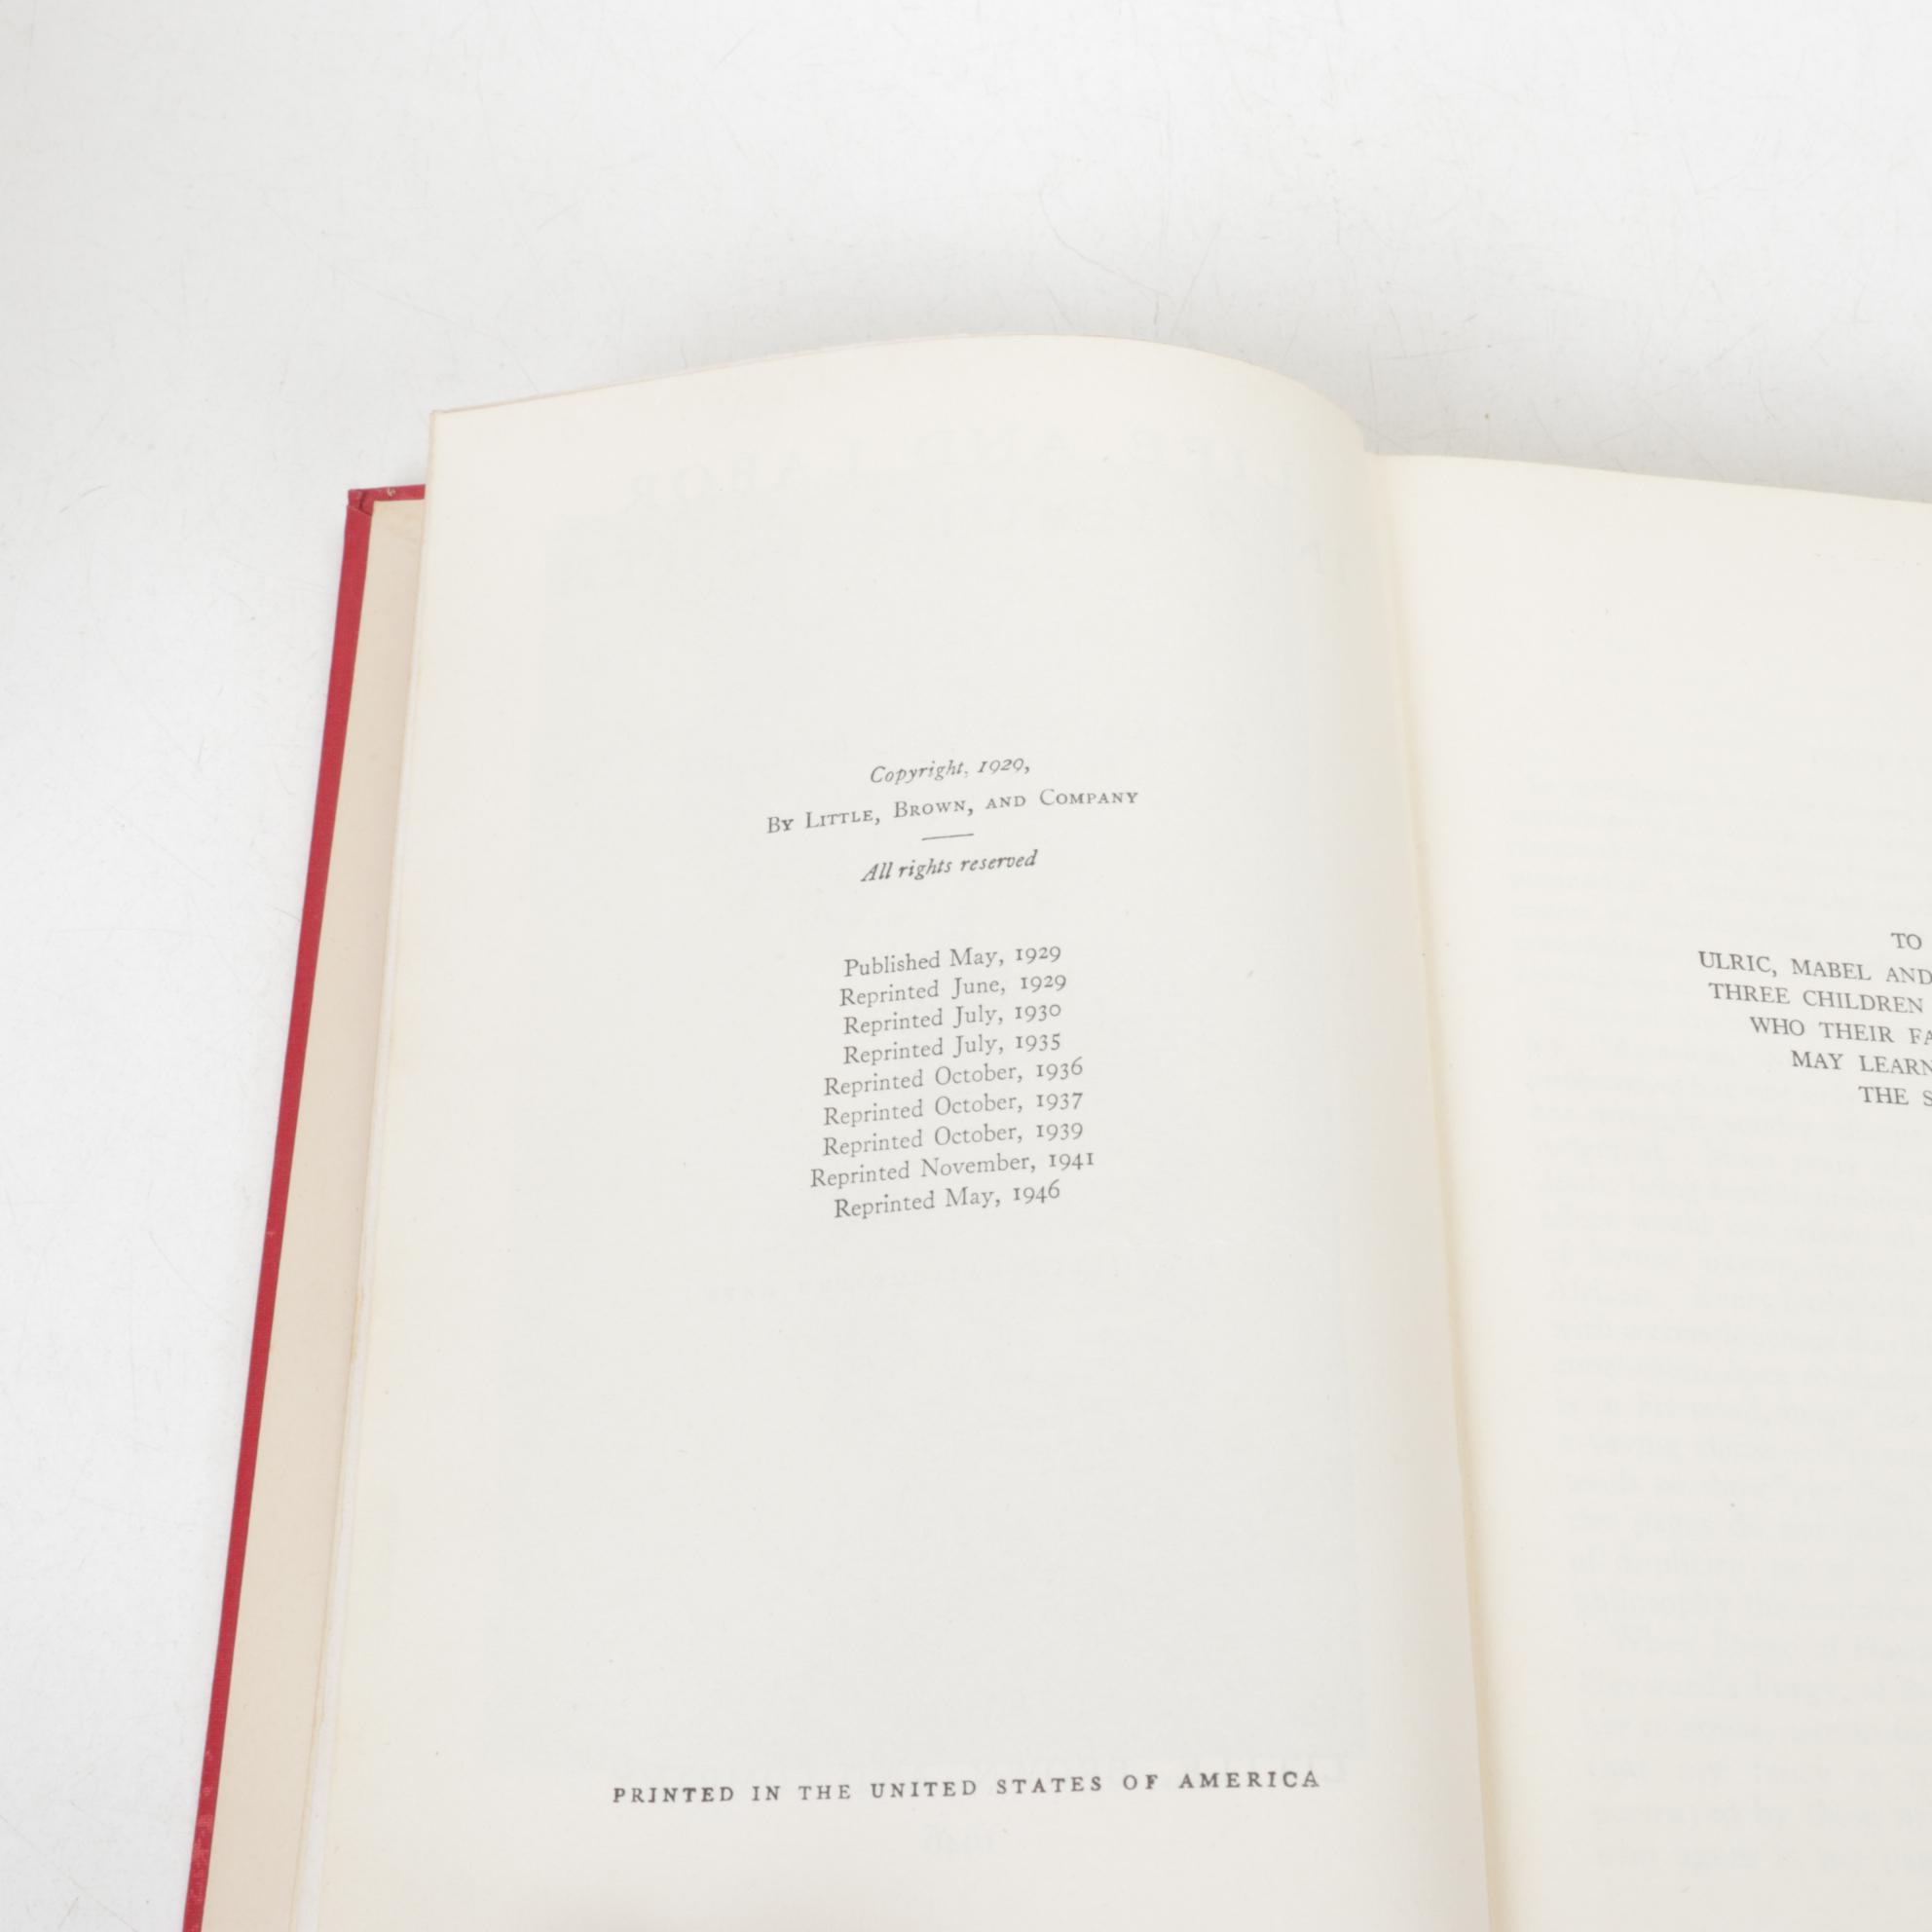 Copyright, 1929,
By Little, Brown, and Company
All rights reserved
Published May, 1929
Reprinted June, 1929
Reprinted July, 1930
Reprinted July, 1935
Reprinted October, 1936
Reprinted October, 1937
Reprinted October, 1939
Reprinted November, 1941
Reprinted May, 1946
PRINTED IN THE UNITED STATES OF AMERICA
TO
ULRIC, MABEL AND
THREE CHILDREN
WHO THEIR FA
MAY LEARN
THE S